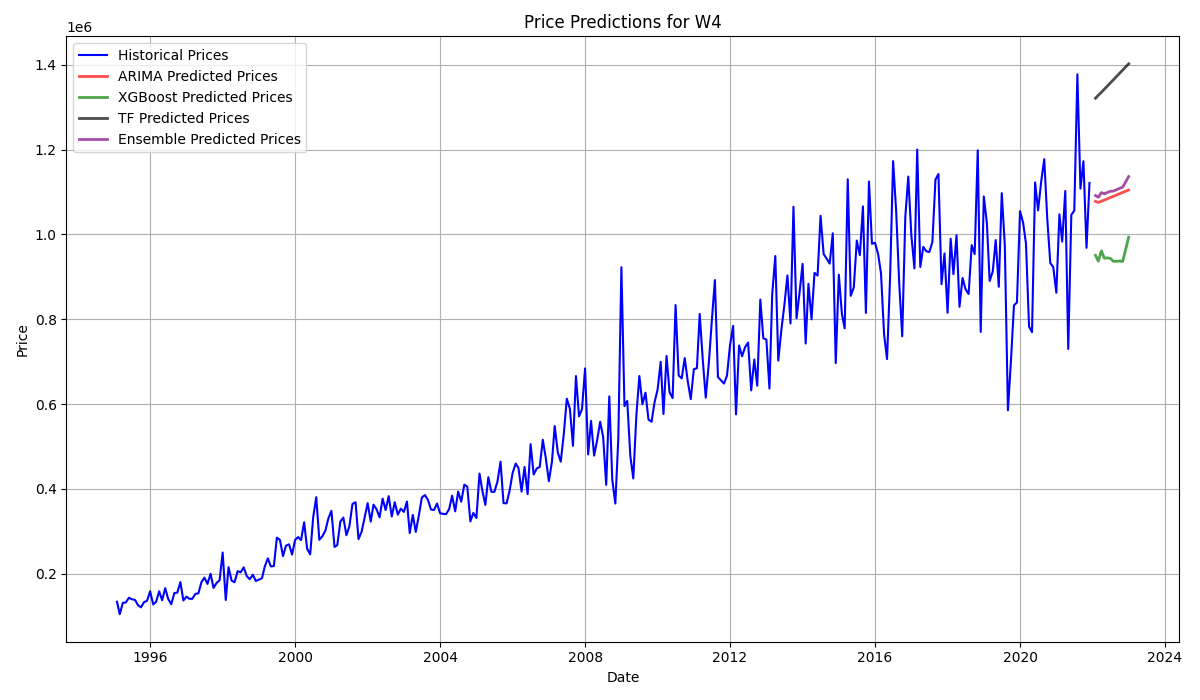 Price Predictions for W4
1e6
Historical Prices
ARIMA Predicted Prices
XGBoost Predicted Prices
TF Predicted Prices
Ensemble Predicted Prices
1.4
1.2
1.0
0.8
0.6
0.4
0.2
Price
1996
2000
2004
2008
2012
2016
2020
2024
Date